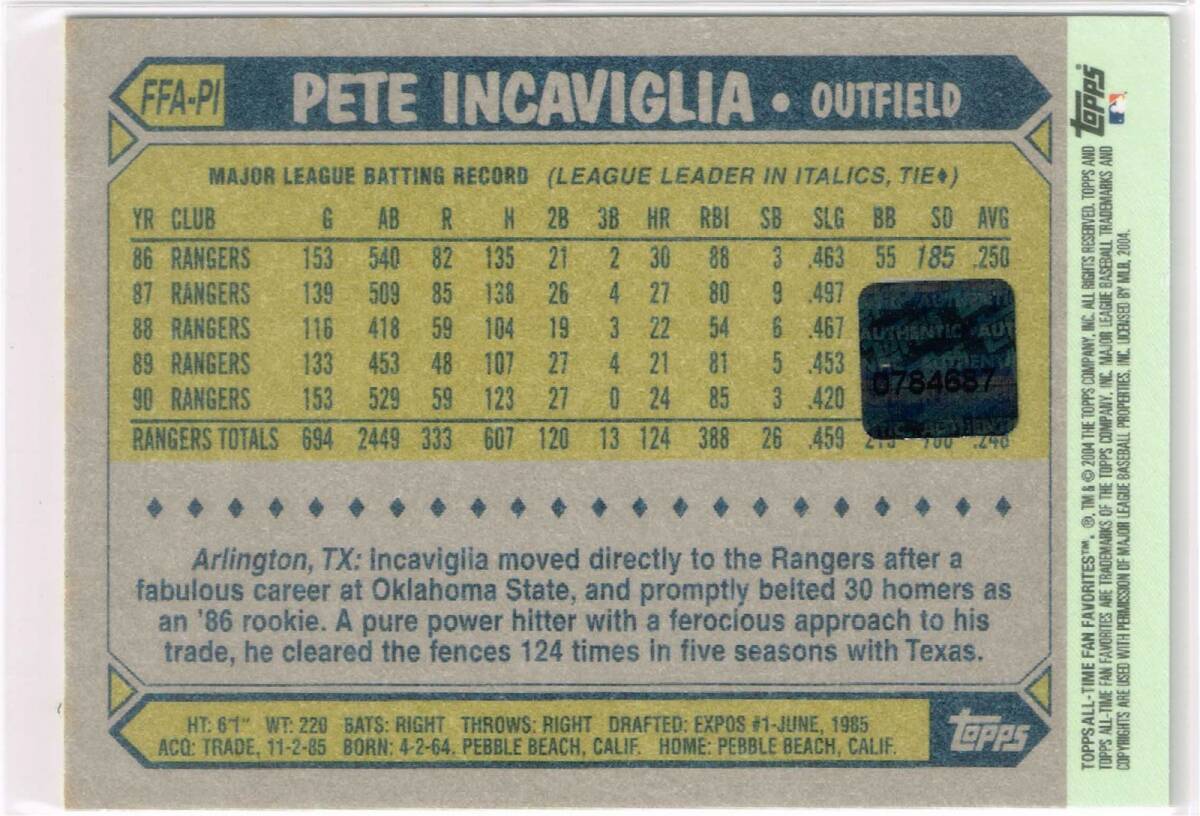 FFA-PI PETE INCAVIGLIA • OUTFIELD
MAJOR LEAGUE BATTING RECORD (LEAGUE LEADER IN ITALICS, TIE♦)
YR CLUB G AB R H 2B 3B HR RBI SB SLG BB SO AVG
86 RANGERS 153 540 82 135 21 2 30 88 3 .463 55 185 .250
87 RANGERS 139 509 85 138 26 4 27 80 9 .497
88 RANGERS 116 418 59 104 19 3 22 54 6 .467
89 RANGERS 133 453 48 107 27 4 21 81 5 .453
90 RANGERS 153 529 59 123 27 0 24 85 3 .420
RANGERS TOTALS 694 2449 333 607 120 13 124 388 26 .459
AUTHENTIC
0784687
Arlington, TX: Incaviglia moved directly to the Rangers after a
fabulous career at Oklahoma State, and promptly belted 30 homers as
an '86 rookie. A pure power hitter with a ferocious approach to his
trade, he cleared the fences 124 times in five seasons with Texas.
HT: 6'1" WT: 220 BATS: RIGHT THROWS: RIGHT DRAFTED: EXPOS #1-JUNE, 1985
ACQ: TRADE, 11-2-85 BORN: 4-2-64, PEBBLE BEACH, CALIF. HOME: PEBBLE BEACH, CALIF.
TOPPS
TOPPS
TOPPS ALL-TIME FAN FAVORITES™, ®, TM & © 2004 THE TOPPS COMPANY, INC. ALL RIGHTS RESERVED. TOPPS AND
TOPPS ALL-TIME FAN FAVORITES ARE TRADEMARKS OF THE TOPPS COMPANY, INC. MAJOR LEAGUE BASEBALL TRADEMARKS AND
COPYRIGHTS ARE USED WITH PERMISSION OF MAJOR LEAGUE BASEBALL PROPERTIES, INC. LICENSED BY MLB, 2004.